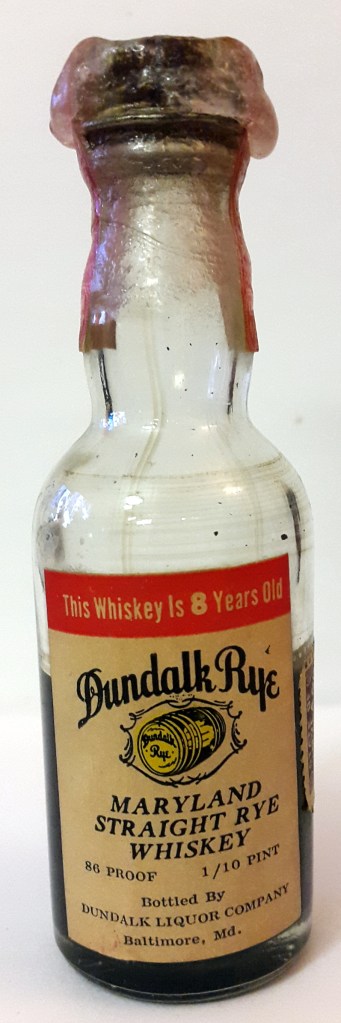 This Whiskey Is 8 Years Old
Dundalk Rye
Dundalk
Rye
MARYLAND
STRAIGHT RYE
WHISKEY
86 PROOF 1/10 PINT
Bottled By
DUNDALK LIQUOR COMPANY
Baltimore, Md.